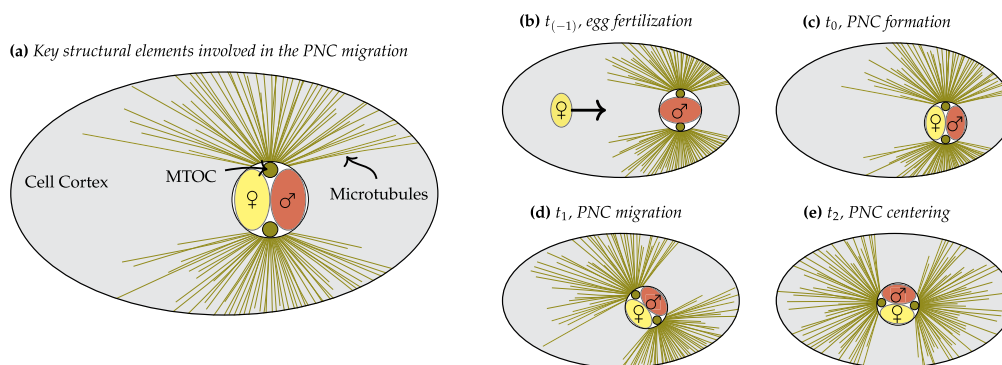 (a) Key structural elements involved in the PNC migration
Cell Cortex
MTOC
Microtubules
♀
♂
(b) t(−1), egg fertilization
♀
♂
(c) t0, PNC formation
♀
♂
(d) t1, PNC migration
♂
♀
(e) t2, PNC centering
♂
♀